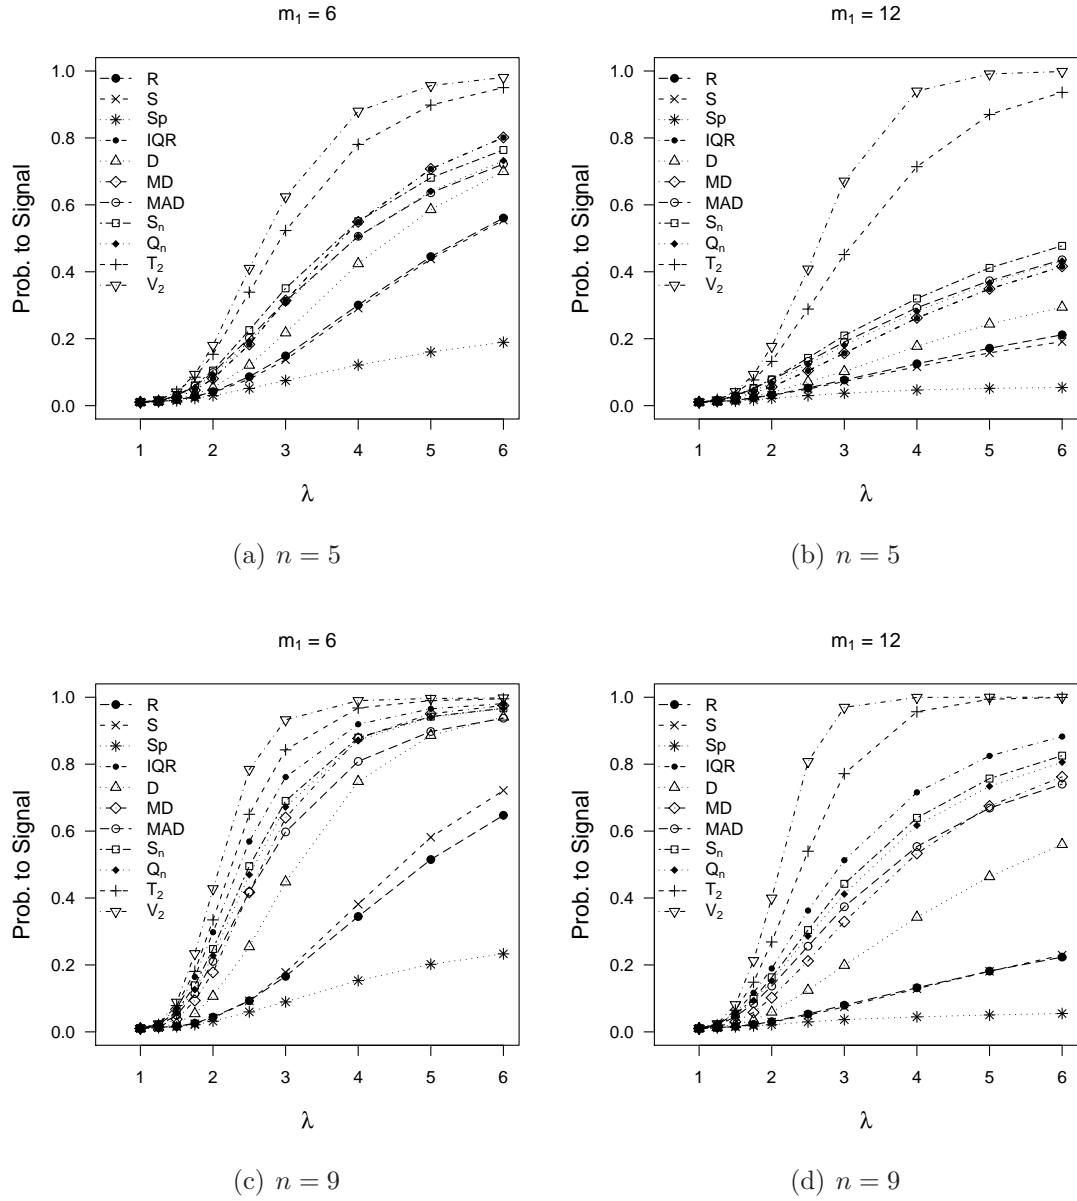 m₁ = 6
Prob. to Signal
1.0
0.8
0.6
0.4
0.2
0.0
R
S
Sp
IQR
D
MD
MAD
Sₙ
Qₙ
T₂
V₂
1 2 3 4 5 6
λ
(a) n = 5
m₁ = 12
Prob. to Signal
1.0
0.8
0.6
0.4
0.2
0.0
R
S
Sp
IQR
D
MD
MAD
Sₙ
Qₙ
T₂
V₂
1 2 3 4 5 6
λ
(b) n = 5
m₁ = 6
Prob. to Signal
1.0
0.8
0.6
0.4
0.2
0.0
R
S
Sp
IQR
D
MD
MAD
Sₙ
Qₙ
T₂
V₂
1 2 3 4 5 6
λ
(c) n = 9
m₁ = 12
Prob. to Signal
1.0
0.8
0.6
0.4
0.2
0.0
R
S
Sp
IQR
D
MD
MAD
Sₙ
Qₙ
T₂
V₂
1 2 3 4 5 6
λ
(d) n = 9